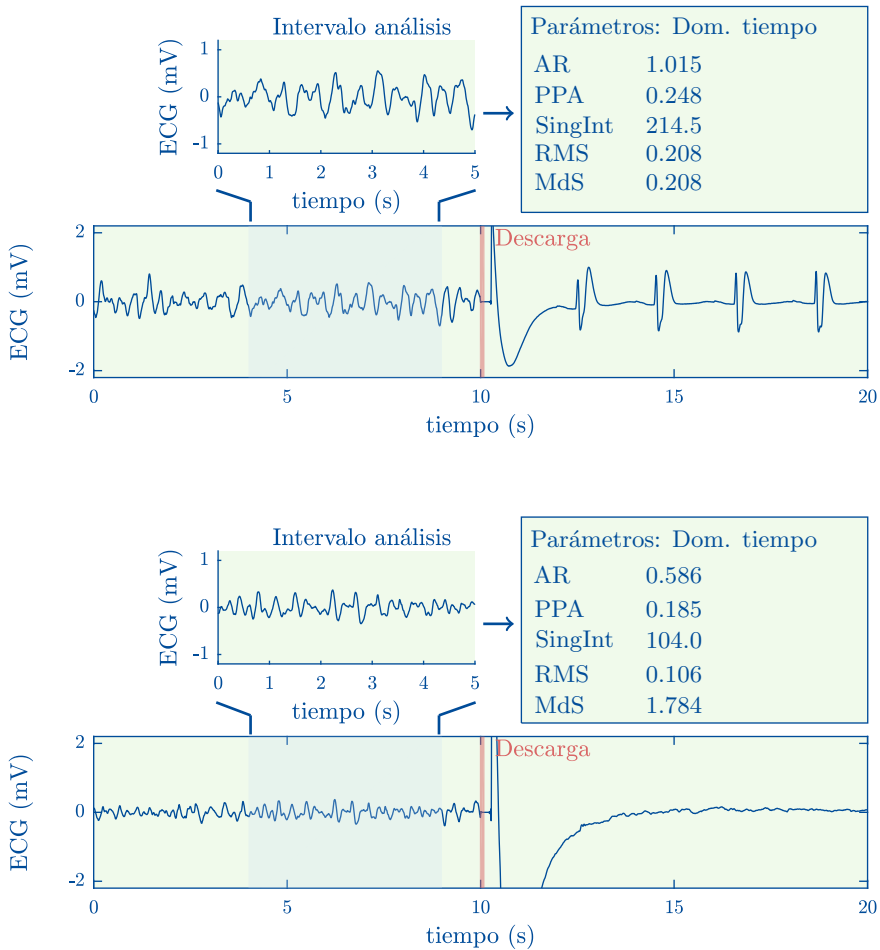 Intervalo análisis
ECG (mV)
1
0
-1
0 1 2 3 4 5
tiempo (s)
Parámetros: Dom. tiempo
AR 1.015
PPA 0.248
SingInt 214.5
RMS 0.208
MdS 0.208
ECG (mV)
2
0
-2
Descarga
0 5 10 15 20
tiempo (s)
Intervalo análisis
ECG (mV)
1
0
-1
0 1 2 3 4 5
tiempo (s)
Parámetros: Dom. tiempo
AR 0.586
PPA 0.185
SingInt 104.0
RMS 0.106
MdS 1.784
ECG (mV)
2
0
-2
Descarga
0 5 10 15 20
tiempo (s)